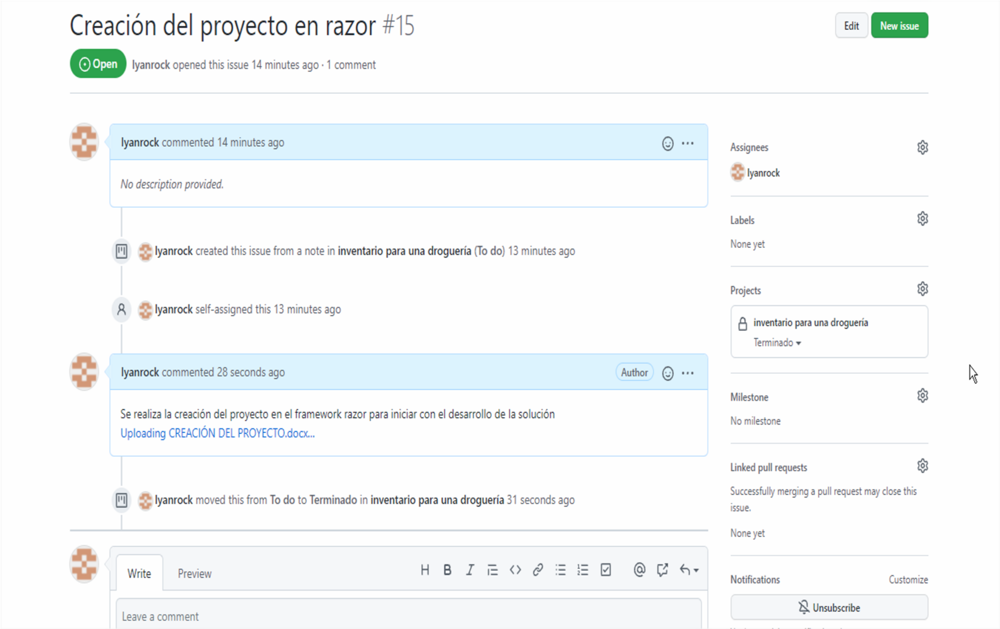 Creación del proyecto en razor #15
Edit
New issue
Open
lyanrock opened this issue 14 minutes ago · 1 comment
lyanrock commented 14 minutes ago
No description provided.
lyanrock created this issue from a note in inventario para una droguería (To do) 13 minutes ago
lyanrock self-assigned this 13 minutes ago
lyanrock commented 28 seconds ago
Author
Se realiza la creación del proyecto en el framework razor para iniciar con el desarrollo de la solución
Uploading CREACIÓN DEL PROYECTO.docx...
lyanrock moved this from To do to Terminado in inventario para una droguería 31 seconds ago
Write
Preview
Leave a comment
Assignees
lyanrock
Labels
None yet
Projects
inventario para una droguería
Terminado
Milestone
No milestone
Linked pull requests
Successfully merging a pull request may close this
issue.
None yet
Notifications
Customize
Unsubscribe